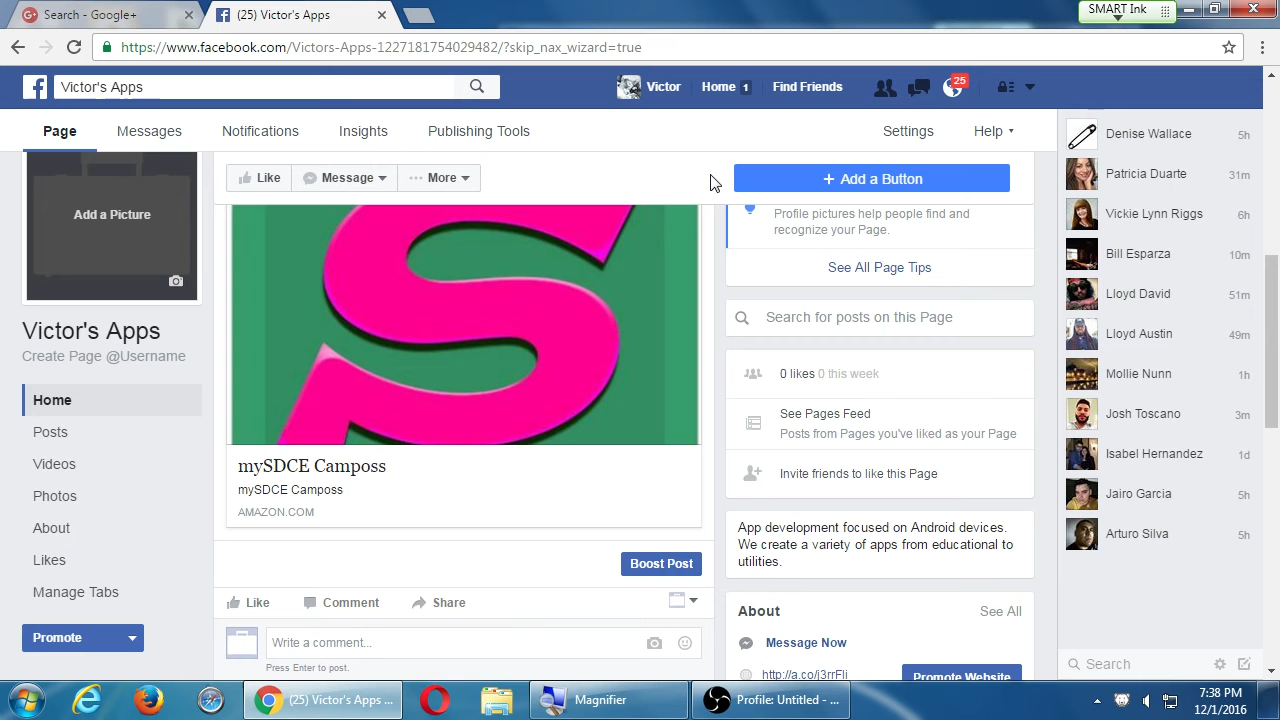 Search - Google+
(25) Victor's Apps
SMART Ink
https://www.facebook.com/Victors-Apps-1227181754029482/?skip_nax_wizard=true
Victor's Apps
Victor
Home 1
Find Friends
25
Page
Messages
Notifications
Insights
Publishing Tools
Settings
Help
Add a Picture
Like
Message
More
+ Add a Button
Profile pictures help people find and
recognize your Page.
See All Page Tips
Search for posts on this Page
0 likes 0 this week
See Pages Feed
Posts from Pages you've liked as your Page
Invite friends to like this Page
App development focused on Android devices.
We create a variety of apps from educational to
utilities.
About
See All
Message Now
http://a.co/j3rrFIi
Promote Website
Victor's Apps
Create Page @Username
Home
Posts
Videos
Photos
About
Likes
Manage Tabs
Promote
S
mySDCE Camposs
mySDCE Camposs
AMAZON.COM
Boost Post
Like
Comment
Share
Write a comment...
Press Enter to post.
Denise Wallace 5h
Patricia Duarte 31m
Vickie Lynn Riggs 6h
Bill Esparza 10m
Lloyd David 51m
Lloyd Austin 49m
Mollie Nunn 1h
Josh Toscano 3m
Isabel Hernandez 1d
Jairo Garcia 5h
Arturo Silva 5h
Search
(25) Victor's Apps ...
Magnifier
Profile: Untitled - ...
7:38 PM
12/1/2016